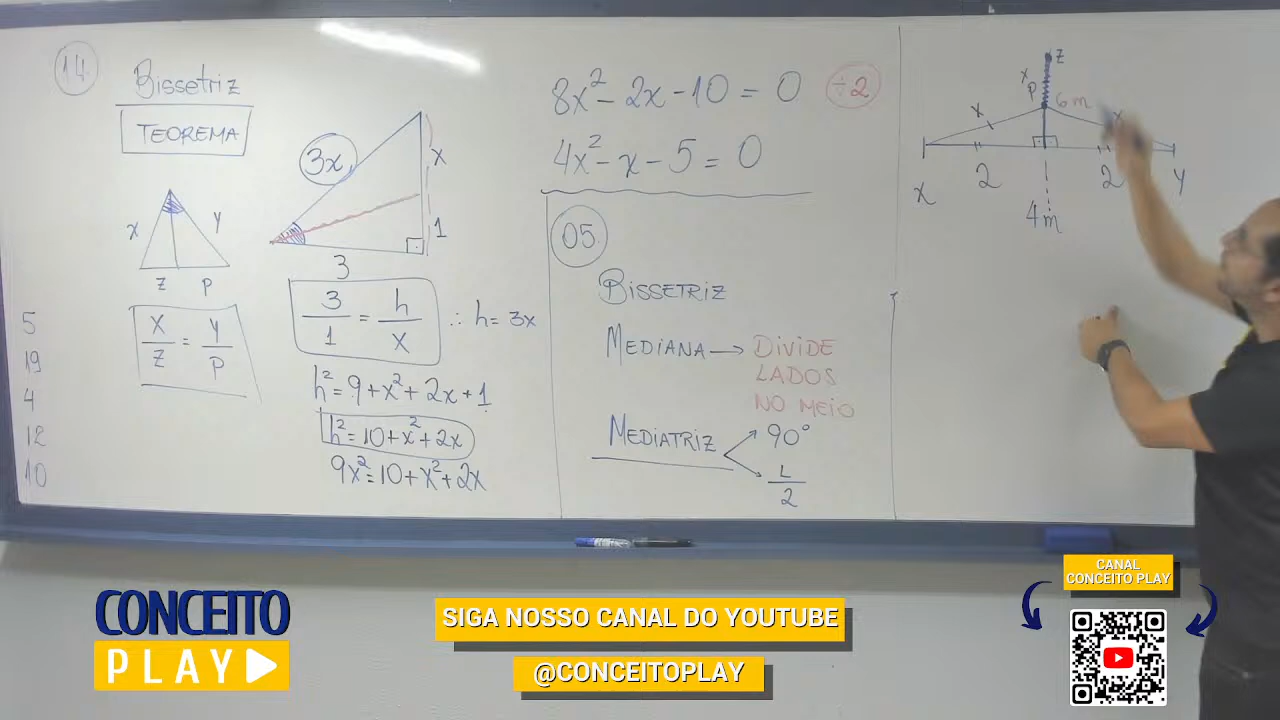 14
Bissetriz
TEOREMA
x
y
z
p
x/z = y/p
5
19
4
12
10
3x
x
1
3
3/1 = h/x ∴ h = 3x
h² = 9 + x² + 2x + 1
h² = 10 + x² + 2x
9x² = 10 + x² + 2x
8x² - 2x - 10 = 0 ÷2
4x² - x - 5 = 0
05
BISSETRIZ
MEDIANA → DIVIDE
LADOS
NO MEIO
MEDIATRIZ
90°
L/2
z
x
p
6m
x
x
x
2
2
y
4m
CONCEITO
PLAY
SIGA NOSSO CANAL DO YOUTUBE
@CONCEITOPLAY
CANAL
CONCEITO PLAY